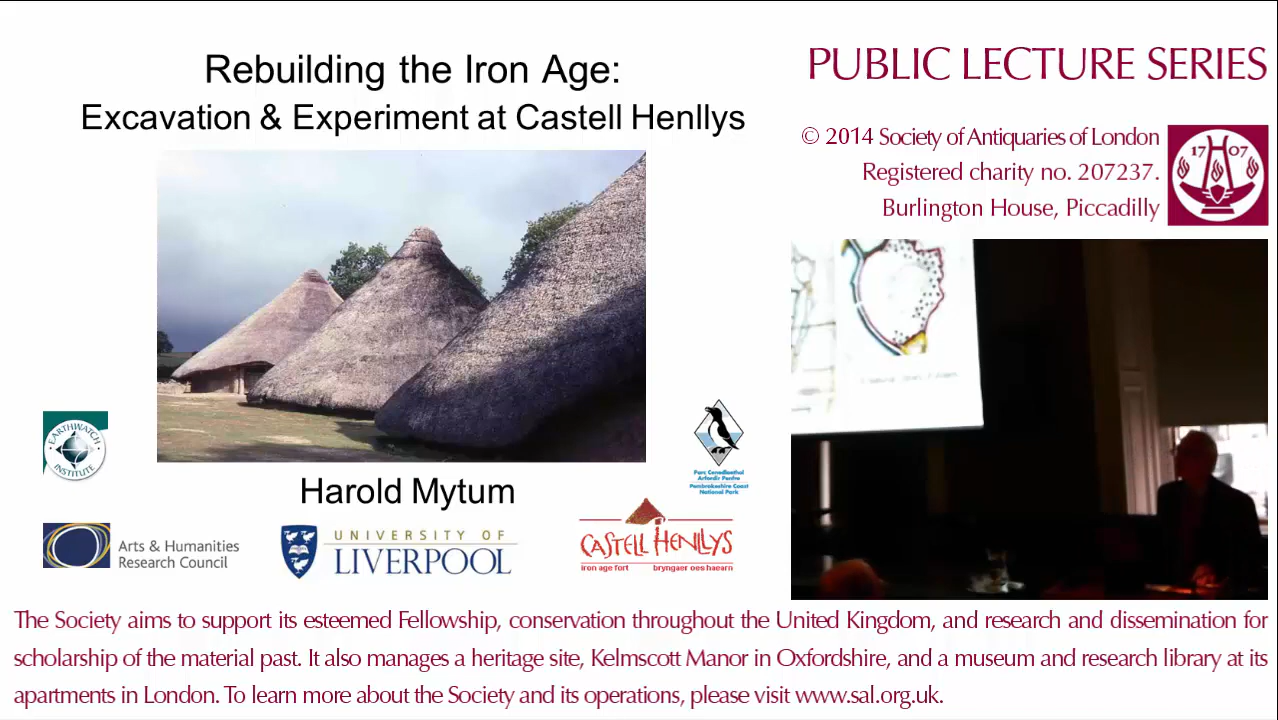 Rebuilding the Iron Age:
Excavation & Experiment at Castell Henllys
PUBLIC LECTURE SERIES
© 2014 Society of Antiquaries of London
Registered charity no. 207237.
Burlington House, Piccadilly
1707
EARTHWATCH
INSTITUTE
Harold Mytum
Parc Cenedlaethol
Arfordir Penfro
Pembrokeshire Coast
National Park
Arts & Humanities
Research Council
UNIVERSITY OF
LIVERPOOL
CASTELL HENLLYS
iron age fort bryngaer oes haearn
The Society aims to support its esteemed Fellowship, conservation throughout the United Kingdom, and research and dissemination for
scholarship of the material past. It also manages a heritage site, Kelmscott Manor in Oxfordshire, and a museum and research library at its
apartments in London. To learn more about the Society and its operations, please visit www.sal.org.uk.